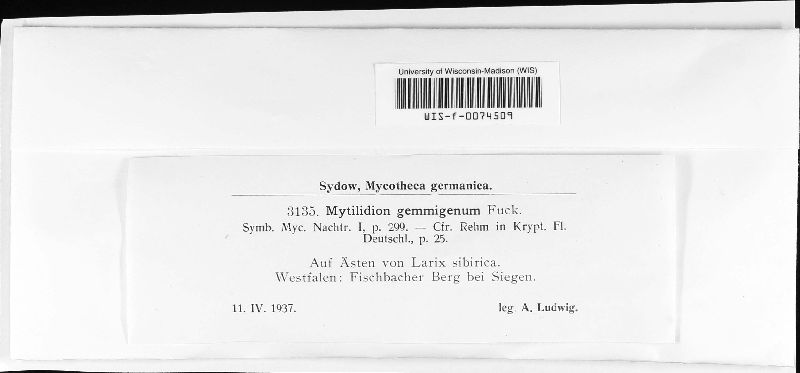 University of Wisconsin-Madison (WIS)
WIS-f-0074509
Sydow, Mycotheca germanica.
3135. Mytilidion gemmigenum Fuck.
Symb. Myc. Nachtr. I, p. 299. — Cfr. Rehm in Krypt. Fl.
Deutschl., p. 25.
Auf Ästen von Larix sibirica.
Westfalen: Fischbacher Berg bei Siegen.
11. IV. 1937. leg. A. Ludwig.